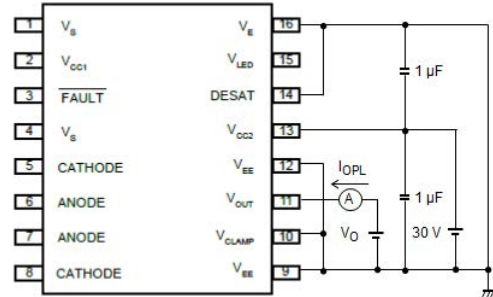 1 V_S V_E 16
2 V_CC1 V_LED 15
3 FAULT DESAT 14
4 V_S V_CC2 13
5 CATHODE V_EE 12
6 ANODE V_OUT 11
7 ANODE V_CLAMP 10
8 CATHODE V_EE 9
1 µF
I_OPL
A
1 µF
V_O
30 V